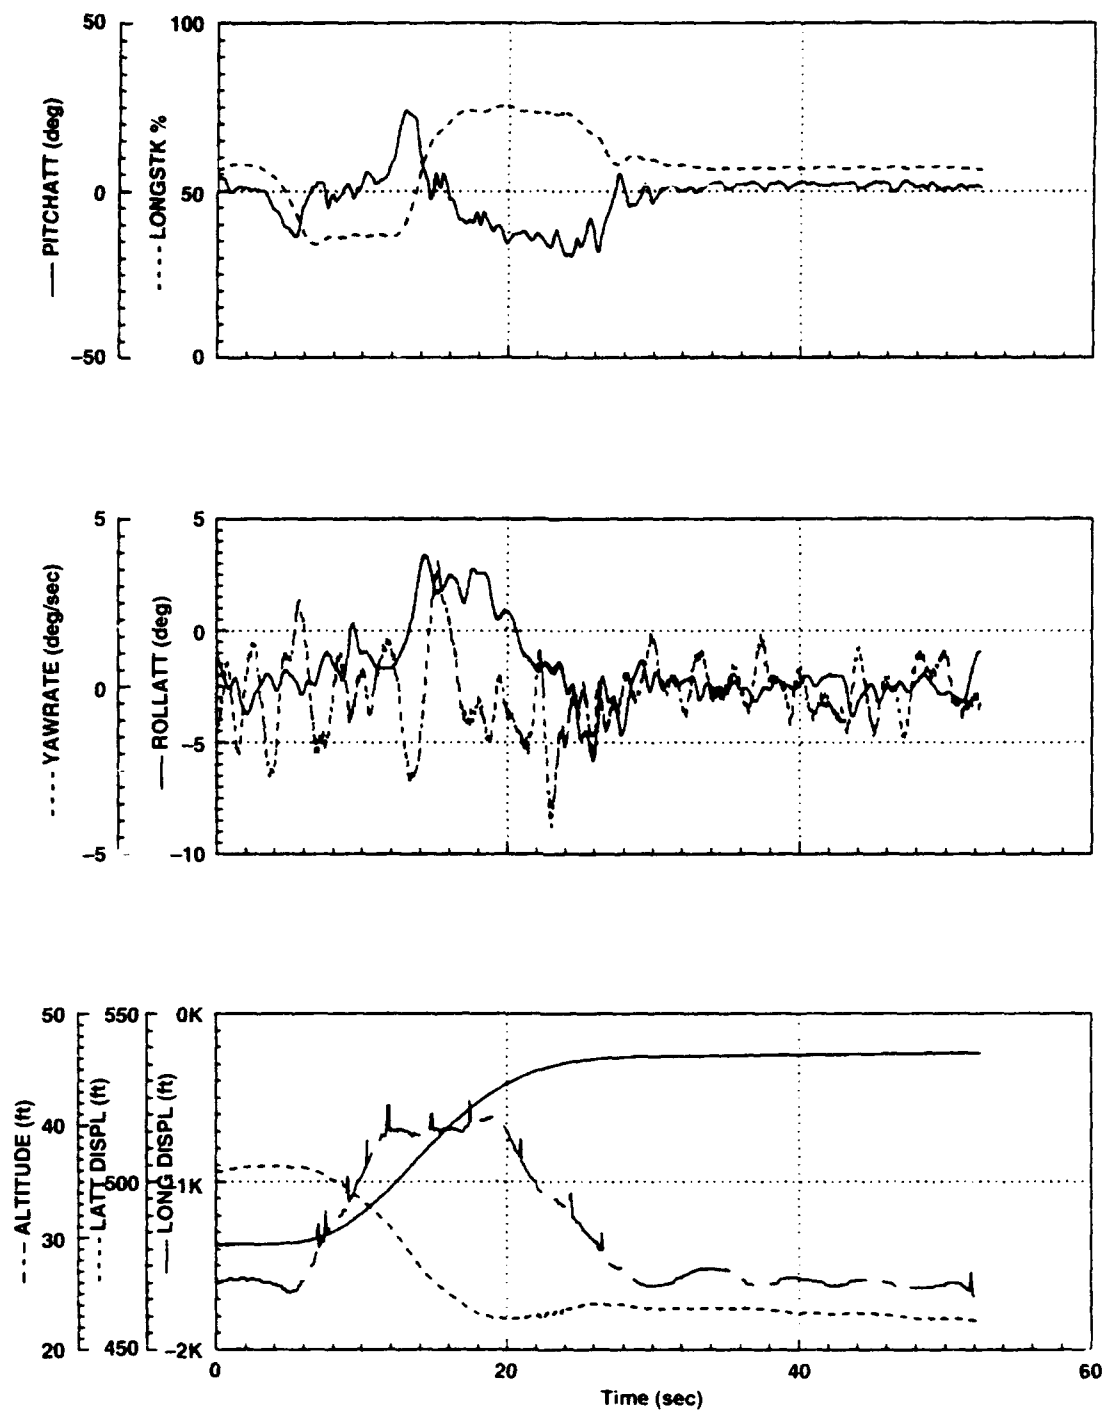 50
0
−50
— PITCHATT (deg)
100
50
0
---- LONGSTK %
5
0
−5
---- YAWRATE (deg/sec)
5
0
−5
−10
— ROLLATT (deg)
50
40
30
20
—-— ALTITUDE (ft)
550
500
450
---- LATT DISPL (ft)
0K
−1K
−2K
— LONG DISPL (ft)
0
20
40
60
Time (sec)